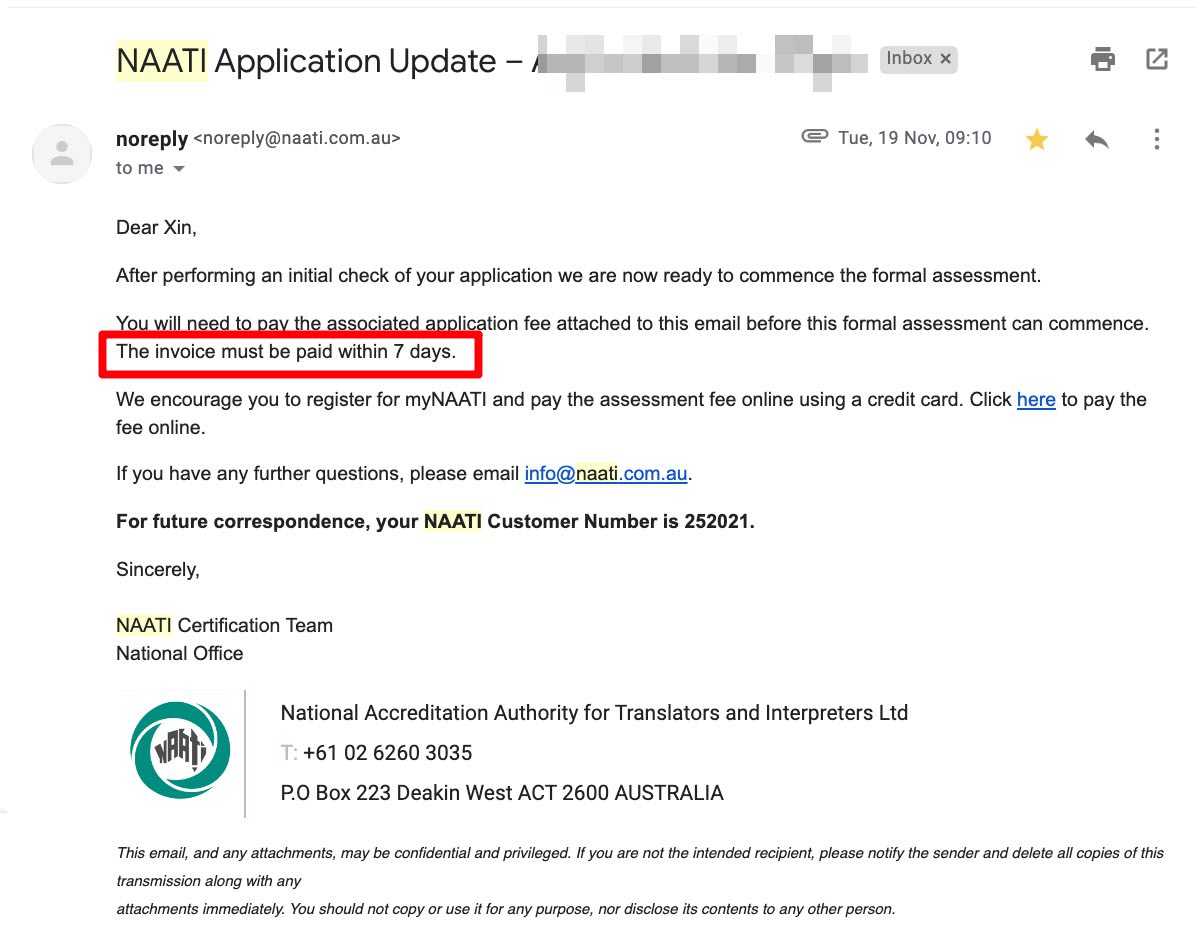 NAATI Application Update –
Inbox ×
noreply <noreply@naati.com.au>
Tue, 19 Nov, 09:10
to me
Dear Xin,
After performing an initial check of your application we are now ready to commence the formal assessment.
You will need to pay the associated application fee attached to this email before this formal assessment can commence.
The invoice must be paid within 7 days.
We encourage you to register for myNAATI and pay the assessment fee online using a credit card. Click here to pay the
fee online.
If you have any further questions, please email info@naati.com.au.
For future correspondence, your NAATI Customer Number is 252021.
Sincerely,
NAATI Certification Team
National Office
NAATI
National Accreditation Authority for Translators and Interpreters Ltd
T: +61 02 6260 3035
P.O Box 223 Deakin West ACT 2600 AUSTRALIA
This email, and any attachments, may be confidential and privileged. If you are not the intended recipient, please notify the sender and delete all copies of this
transmission along with any
attachments immediately. You should not copy or use it for any purpose, nor disclose its contents to any other person.